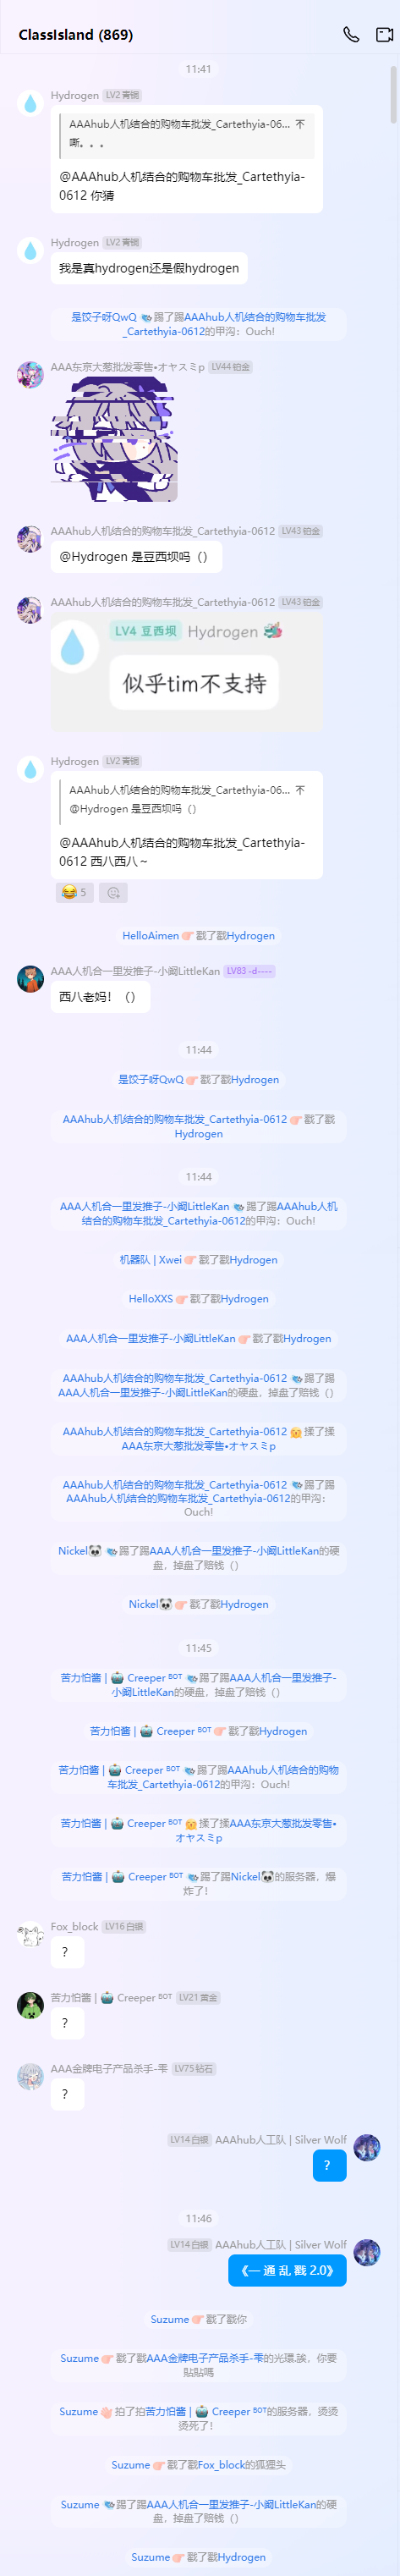 ClassIsland (869)
11:41
Hydrogen LV2 青铜
AAAhub人机结合的购物车批发_Cartethyia-06... 不
嘶。。。
@AAAhub人机结合的购物车批发_Cartethyia-
0612 你猜
Hydrogen LV2 青铜
我是真hydrogen还是假hydrogen
是饺子呀QwQ 踢了踢AAAhub人机结合的购物车批发
_Cartethyia-0612的甲沟：Ouch!
AAA东京大葱批发零售•オヤスミp LV44 铂金
AAAhub人机结合的购物车批发_Cartethyia-0612 LV43 铂金
@Hydrogen 是豆西坝吗（）
AAAhub人机结合的购物车批发_Cartethyia-0612 LV43 铂金
LV4 豆西坝 Hydrogen
似乎tim不支持
Hydrogen LV2 青铜
AAAhub人机结合的购物车批发_Cartethyia-06... 不
@Hydrogen 是豆西坝吗（）
@AAAhub人机结合的购物车批发_Cartethyia-
0612 西八西八～
😂 5
HelloAimen 👉 戳了戳Hydrogen
AAA人机合一里发推子-小阚LittleKan LV83 -d----
西八老妈！（）
11:44
是饺子呀QwQ 👉 戳了戳Hydrogen
AAAhub人机结合的购物车批发_Cartethyia-0612 👉 戳了戳
Hydrogen
11:44
AAA人机合一里发推子-小阚LittleKan 踢了踢AAAhub人机
结合的购物车批发_Cartethyia-0612的甲沟：Ouch!
机器队 | Xwei 👉 戳了戳Hydrogen
HelloXXS 👉 戳了戳Hydrogen
AAA人机合一里发推子-小阚LittleKan 👉 戳了戳Hydrogen
AAAhub人机结合的购物车批发_Cartethyia-0612 踢了踢
AAA人机合一里发推子-小阚LittleKan的硬盘，掉盘了赔钱（）
AAAhub人机结合的购物车批发_Cartethyia-0612 揉了揉
AAA东京大葱批发零售•オヤスミp
AAAhub人机结合的购物车批发_Cartethyia-0612 踢了踢
AAAhub人机结合的购物车批发_Cartethyia-0612的甲沟：
Ouch!
Nickel🐼 踢了踢AAA人机合一里发推子-小阚LittleKan的硬
盘，掉盘了赔钱（）
Nickel🐼 👉 戳了戳Hydrogen
11:45
苦力怕酱 | 🤖 Creeper ᴮᴼᵀ 踢了踢AAA人机合一里发推子-
小阚LittleKan的硬盘，掉盘了赔钱（）
苦力怕酱 | 🤖 Creeper ᴮᴼᵀ 👉 戳了戳Hydrogen
苦力怕酱 | 🤖 Creeper ᴮᴼᵀ 踢了踢AAAhub人机结合的购物
车批发_Cartethyia-0612的甲沟：Ouch!
苦力怕酱 | 🤖 Creeper ᴮᴼᵀ 揉了揉AAA东京大葱批发零售•
オヤスミp
苦力怕酱 | 🤖 Creeper ᴮᴼᵀ 踢了踢Nickel🐼的服务器，爆
炸了！
Fox_block LV16 白银
？
苦力怕酱 | 🤖 Creeper ᴮᴼᵀ LV21 黄金
？
AAA金牌电子产品杀手-雫 LV75 钻石
？
LV14 白银 AAAhub人工队 | Silver Wolf
？
11:46
LV14 白银 AAAhub人工队 | Silver Wolf
《一 通 乱 戳 2.0》
Suzume 👉 戳了戳你
Suzume 👉 戳了戳AAA金牌电子产品杀手-雫的光環,誒，你要
貼貼嗎
Suzume 👋 拍了拍苦力怕酱 | 🤖 Creeper ᴮᴼᵀ的服务器，烫烫
烫死了！
Suzume 👉 戳了戳Fox_block的狐狸头
Suzume 踢了踢AAA人机合一里发推子-小阚LittleKan的硬
盘，掉盘了赔钱（）
Suzume 👉 戳了戳Hydrogen